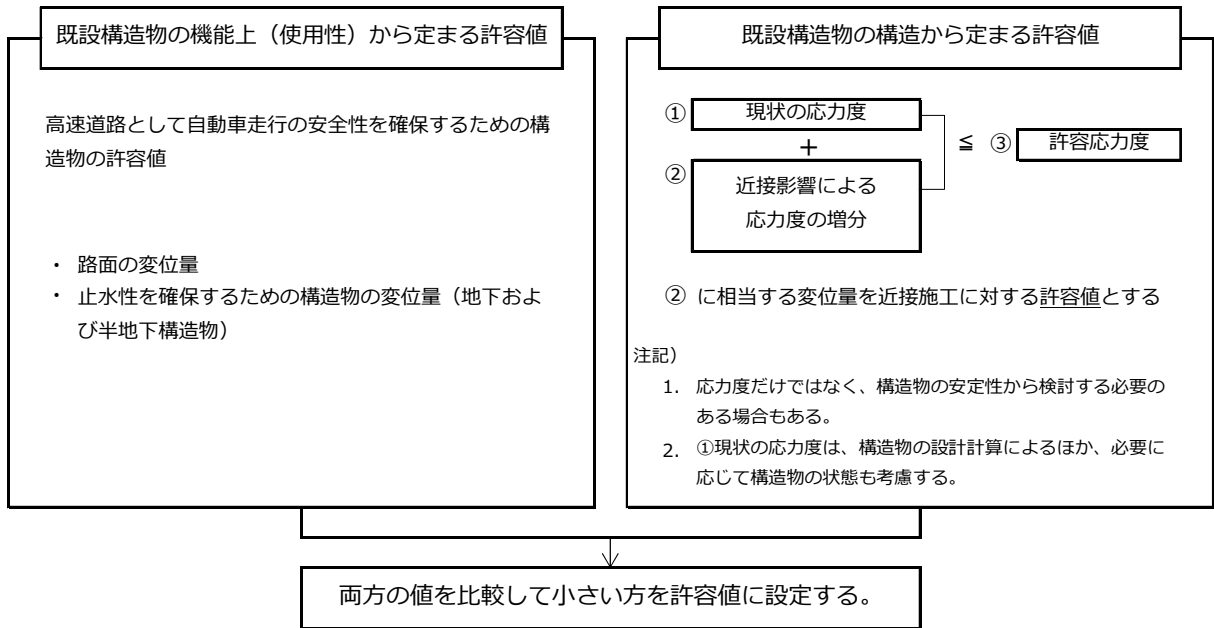 既設構造物の機能上（使用性）から定まる許容値
高速道路として自動車走行の安全性を確保するための構
造物の許容値
・ 路面の変位量
・ 止水性を確保するための構造物の変位量（地下およ
び半地下構造物）
既設構造物の構造から定まる許容値
① 現状の応力度
＋
≦ ③ 許容応力度
② 近接影響による
応力度の増分
② に相当する変位量を近接施工に対する許容値とする
注記）
1. 応力度だけではなく、構造物の安定性から検討する必要の
ある場合もある。
2. ①現状の応力度は、構造物の設計計算によるほか、必要に
応じて構造物の状態も考慮する。
両方の値を比較して小さい方を許容値に設定する。